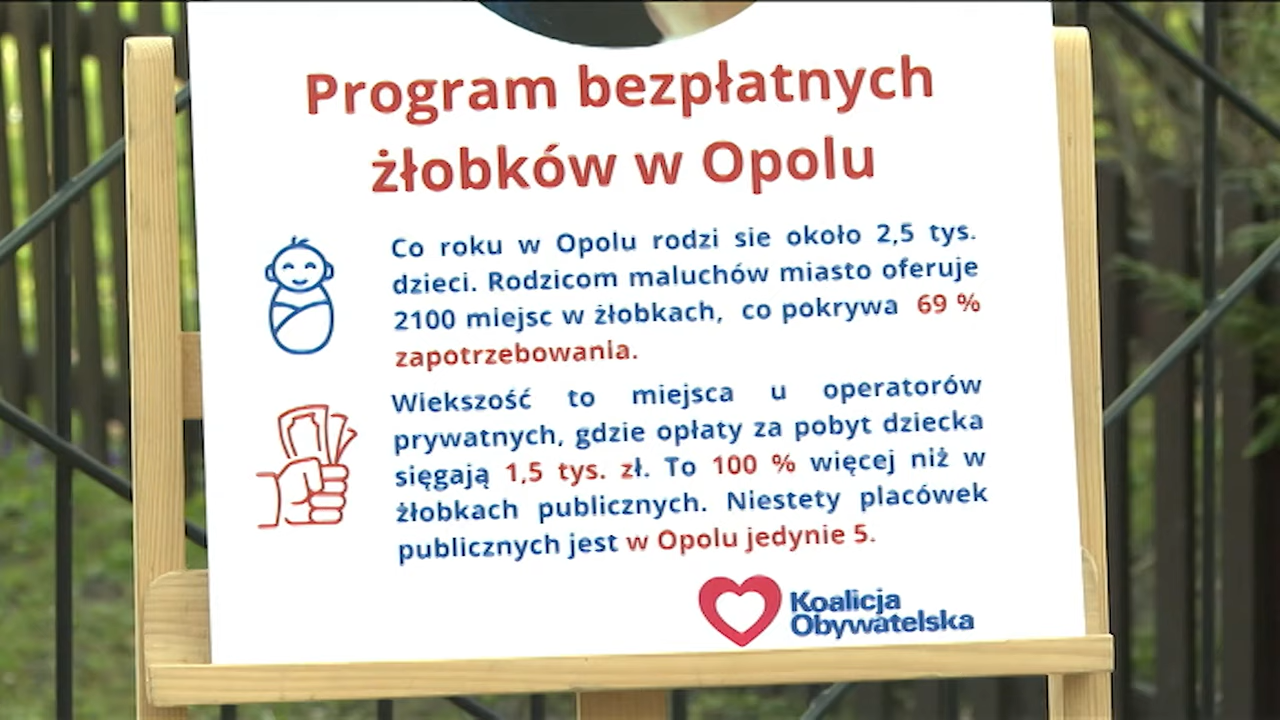 Program bezpłatnych
żłobków w Opolu
Co roku w Opolu rodzi sie około 2,5 tys.
dzieci. Rodzicom maluchów miasto oferuje
2100 miejsc w żłobkach, co pokrywa 69 %
zapotrzebowania.
Wiekszość to miejsca u operatorów
prywatnych, gdzie opłaty za pobyt dziecka
sięgają 1,5 tys. zł. To 100 % więcej niż w
żłobkach publicznych. Niestety placówek
publicznych jest w Opolu jedynie 5.
Koalicja
Obywatelska